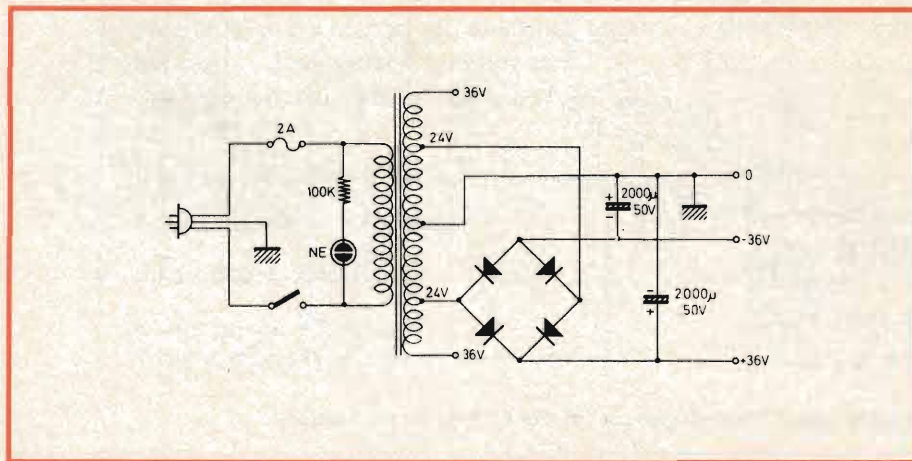 36V
2A
24V
100K
NE
0
+
2000µ
-
50V
-36V
24V
-
2000µ
+
50V
36V
+36V